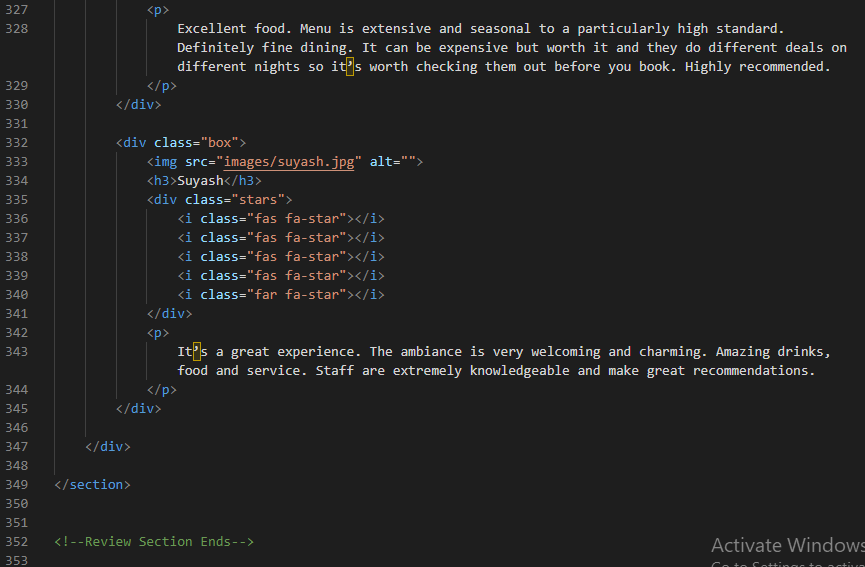 327 <p>
328 Excellent food. Menu is extensive and seasonal to a particularly high standard.
Definitely fine dining. It can be expensive but worth it and they do different deals on
different nights so it’s worth checking them out before you book. Highly recommended.
329 </p>
330 </div>
331
332 <div class="box">
333 <img src="images/suyash.jpg" alt="">
334 <h3>Suyash</h3>
335 <div class="stars">
336 <i class="fas fa-star"></i>
337 <i class="fas fa-star"></i>
338 <i class="fas fa-star"></i>
339 <i class="fas fa-star"></i>
340 <i class="far fa-star"></i>
341 </div>
342 <p>
343 It’s a great experience. The ambiance is very welcoming and charming. Amazing drinks,
food and service. Staff are extremely knowledgeable and make great recommendations.
344 </p>
345 </div>
346
347 </div>
348
349 </section>
350
351
352 <!--Review Section Ends-->
Activate Windows
353
Go to Settings to activa